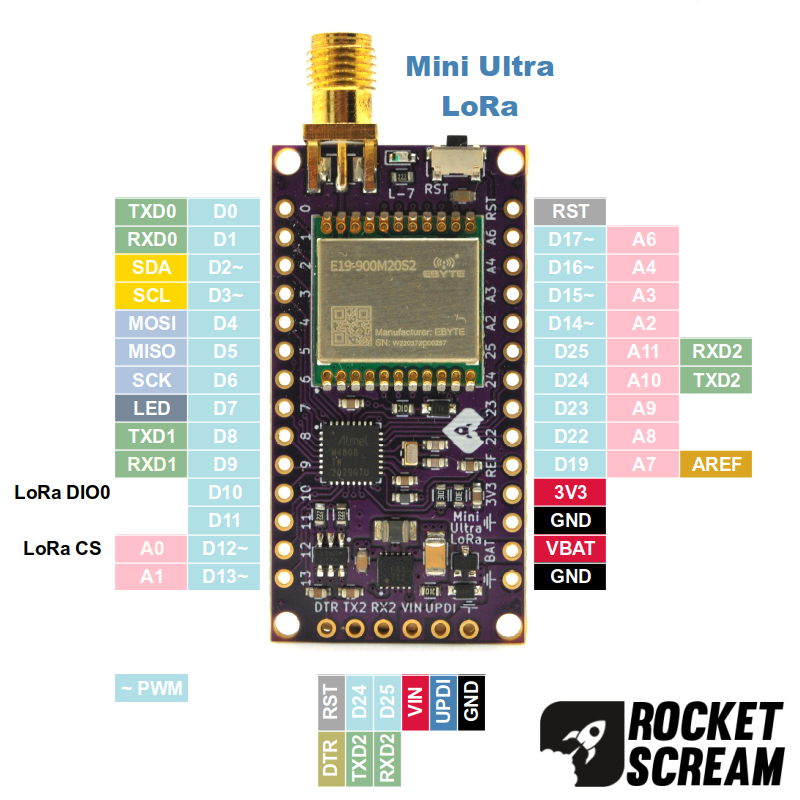 Mini Ultra
LoRa
L-7
RST
TXD0 D0 0 RST RST
RXD0 D1 1 A6 D17~ A6
SDA D2~ 2 A4 D16~ A4
SCL D3~ 3 A3 D15~ A3
MOSI D4 4 A2 D14~ A2
MISO D5 5 25 D25 A11 RXD2
SCK D6 6 24 D24 A10 TXD2
LED D7 7 23 D23 A9
TXD1 D8 8 22 D22 A8
RXD1 D9 9 REF D19 A7 AREF
LoRa DIO0 D10 10 3V3 3V3
D11 11 GND
LoRa CS A0 D12~ 12 BAT VBAT
A1 D13~ 13 GND
E19-900M20S2
EBYTE
Manufacturer: EBYTE
Atmel
Mini
Ultra
LoRa
DTR TX2 RX2 VIN UPDI
~ PWM
RST D24 D25 VIN UPDI GND
DTR TXD2 RXD2
ROCKET
SCREAM